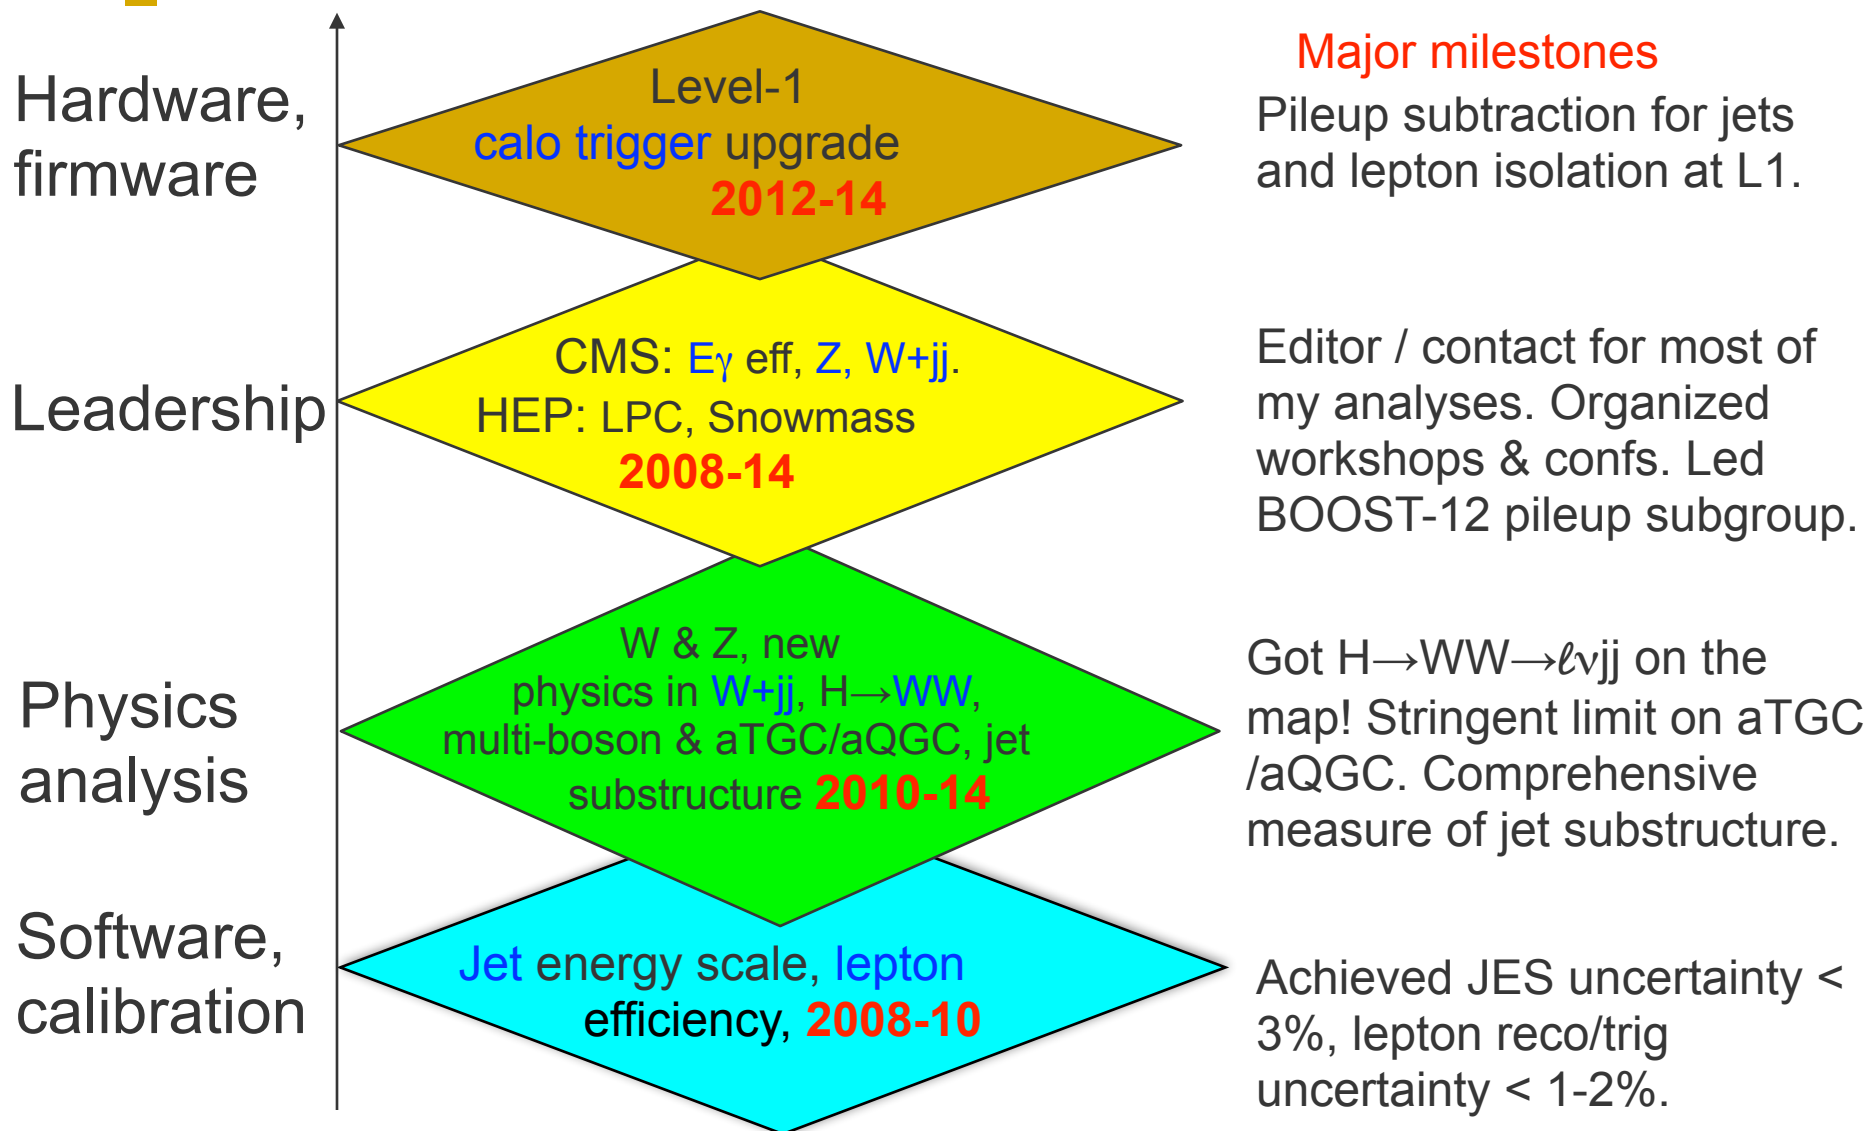 Major milestones
Hardware,
firmware
Level-1
calo trigger upgrade
2012-14
Pileup subtraction for jets
and lepton isolation at L1.
Leadership
CMS: Eγ eff, Z, W+jj.
HEP: LPC, Snowmass
2008-14
Editor / contact for most of
my analyses. Organized
workshops & confs. Led
BOOST-12 pileup subgroup.
Physics
analysis
W & Z, new
physics in W+jj, H→WW,
multi-boson & aTGC/aQGC, jet
substructure 2010-14
Got H→WW→ℓνjj on the
map! Stringent limit on aTGC
/aQGC. Comprehensive
measure of jet substructure.
Software,
calibration
Jet energy scale, lepton
efficiency, 2008-10
Achieved JES uncertainty <
3%, lepton reco/trig
uncertainty < 1-2%.